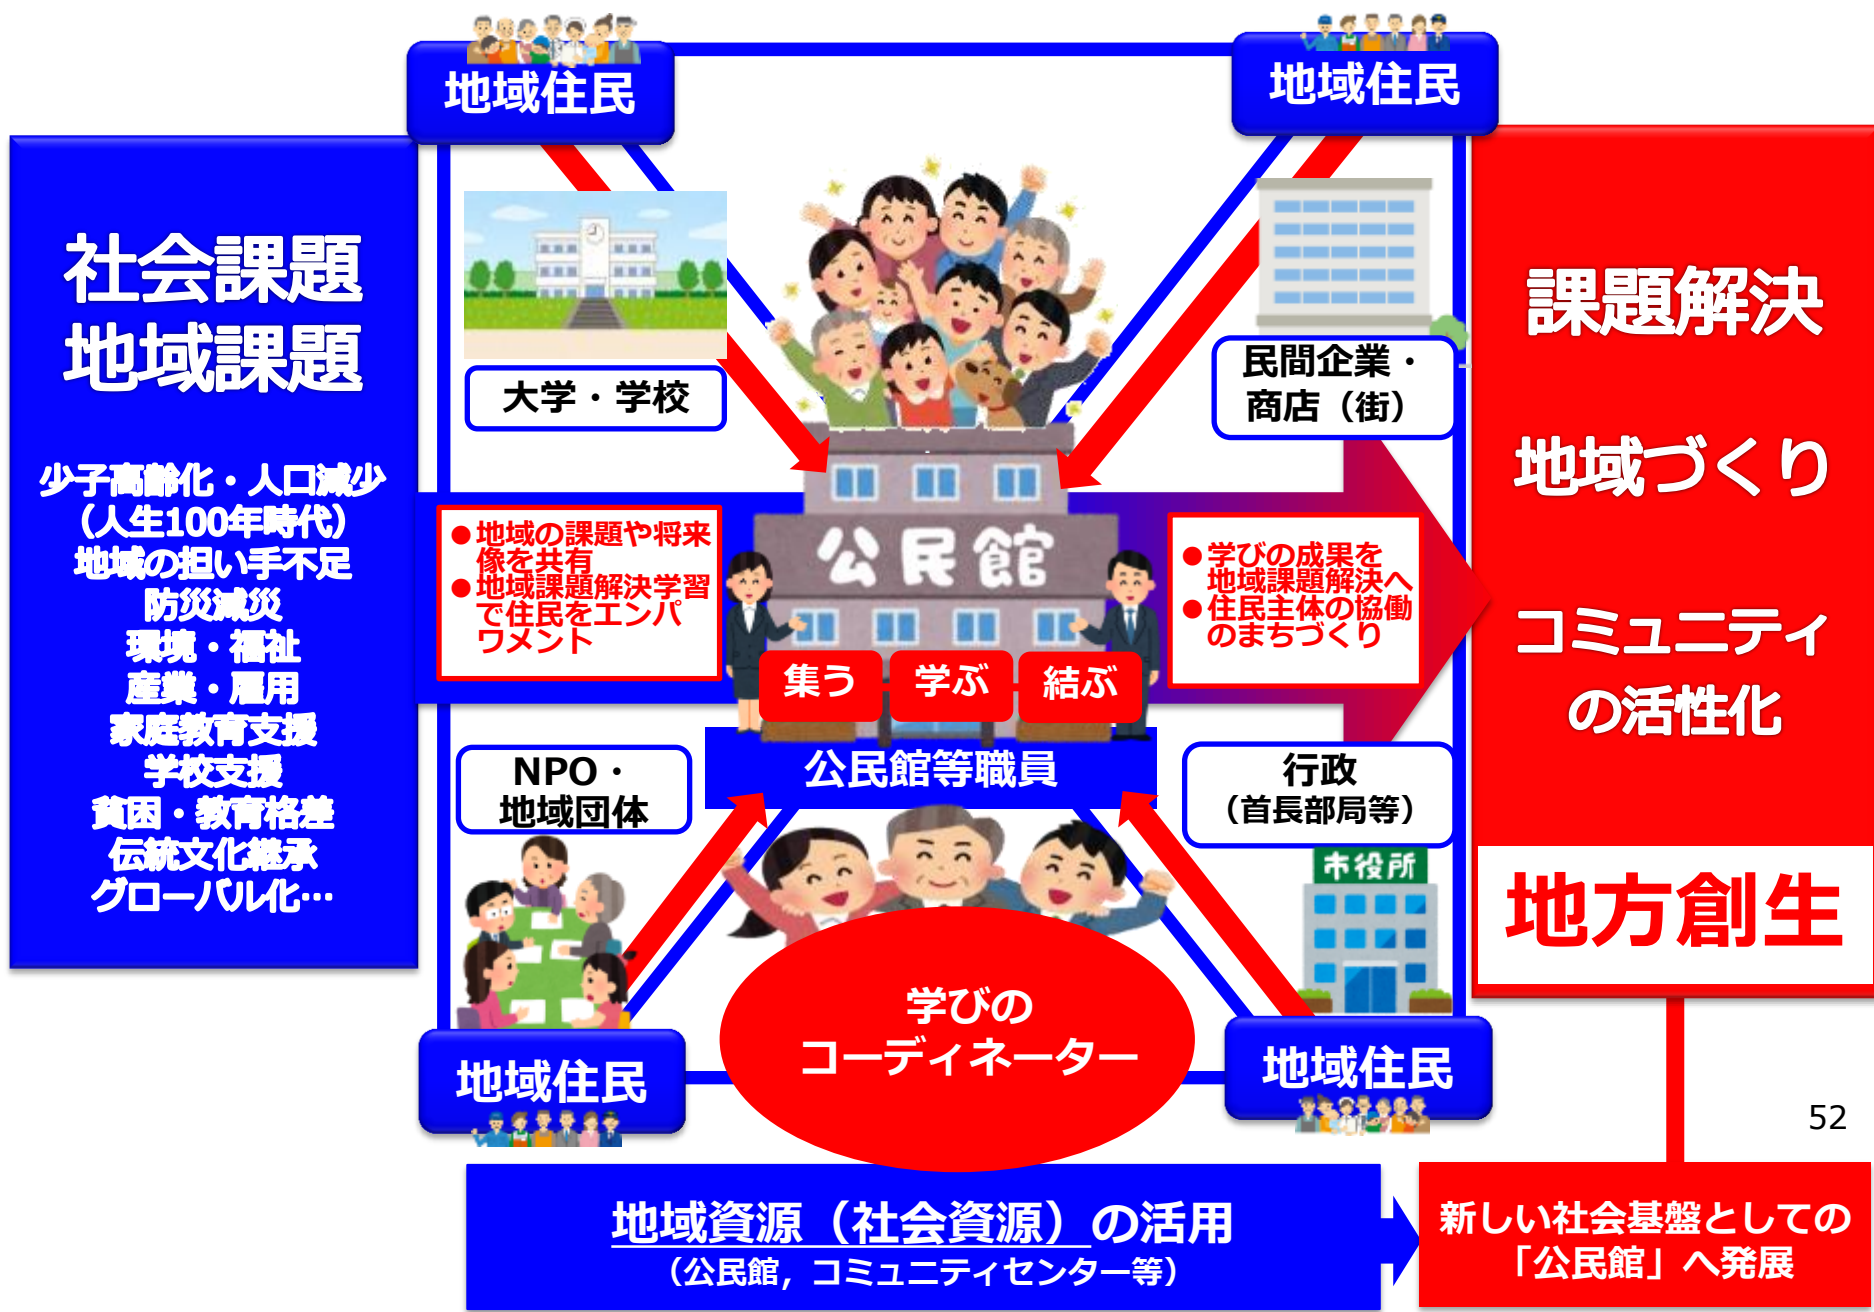 地域住民
地域住民
社会課題
地域課題
少子高齢化・人口減少
（人生100年時代）
地域の担い手不足
防災減災
環境・福祉
産業・雇用
家庭教育支援
学校支援
貧困・教育格差
伝統文化継承
グローバル化…
大学・学校
民間企業・
商店（街）
●地域の課題や将来
像を共有
●地域課題解決学習
で住民をエンパ
ワメント
公民館
集う
学ぶ
結ぶ
●学びの成果を
地域課題解決へ
●住民主体の協働
のまちづくり
公民館等職員
NPO・
地域団体
行政
（首長部局等）
市役所
学びの
コーディネーター
地域住民
地域住民
課題解決
地域づくり
コミュニティ
の活性化
地方創生
52
地域資源（社会資源）の活用
（公民館，コミュニティセンター等）
新しい社会基盤としての
「公民館」へ発展